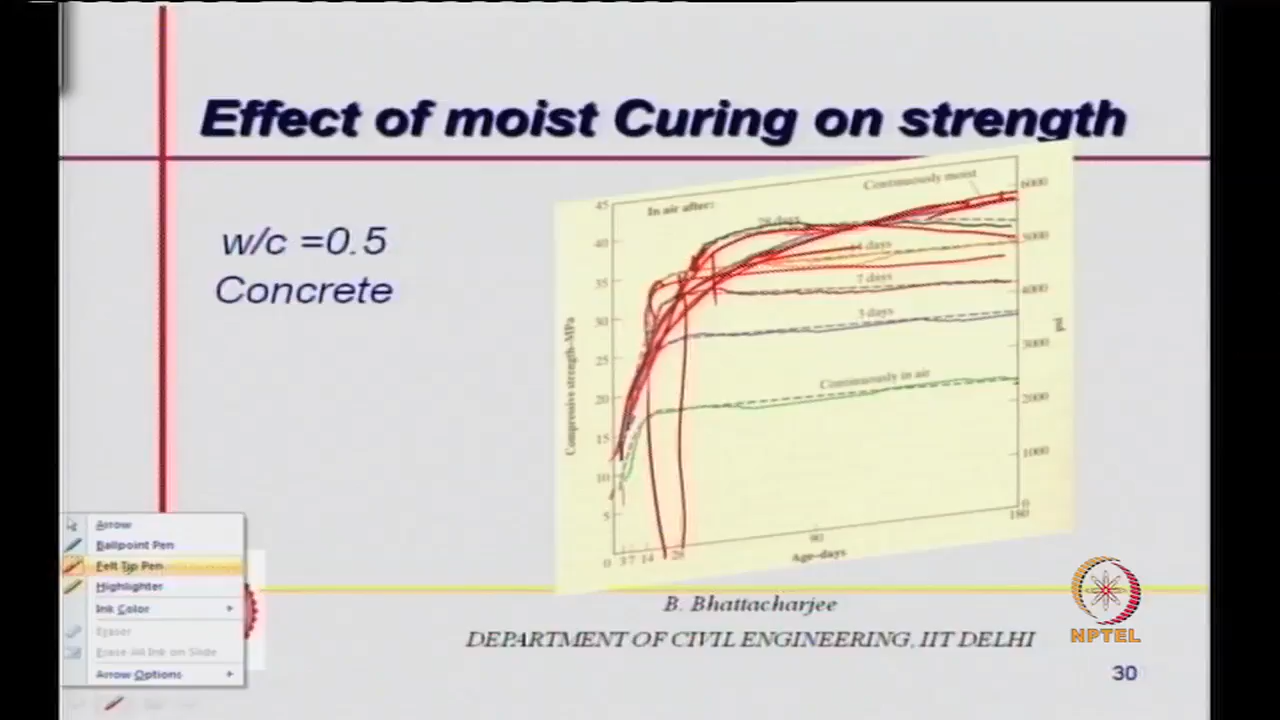 Effect of moist Curing on strength
w/c =0.5
Concrete
In air after:
Continuously moist
28 days
14 days
7 days
3 days
Continuously in air
45
40
35
30
25
20
15
10
5
Compressive strength–MPa
6000
5000
4000
3000
2000
1000
0
psi
0 3 7 14 28 90 180
Age–days
Arrow
Ballpoint Pen
Felt Tip Pen
Highlighter
Ink Color
Eraser
Erase All Ink on Slide
Arrow Options
B. Bhattacharjee
DEPARTMENT OF CIVIL ENGINEERING, IIT DELHI
NPTEL
30